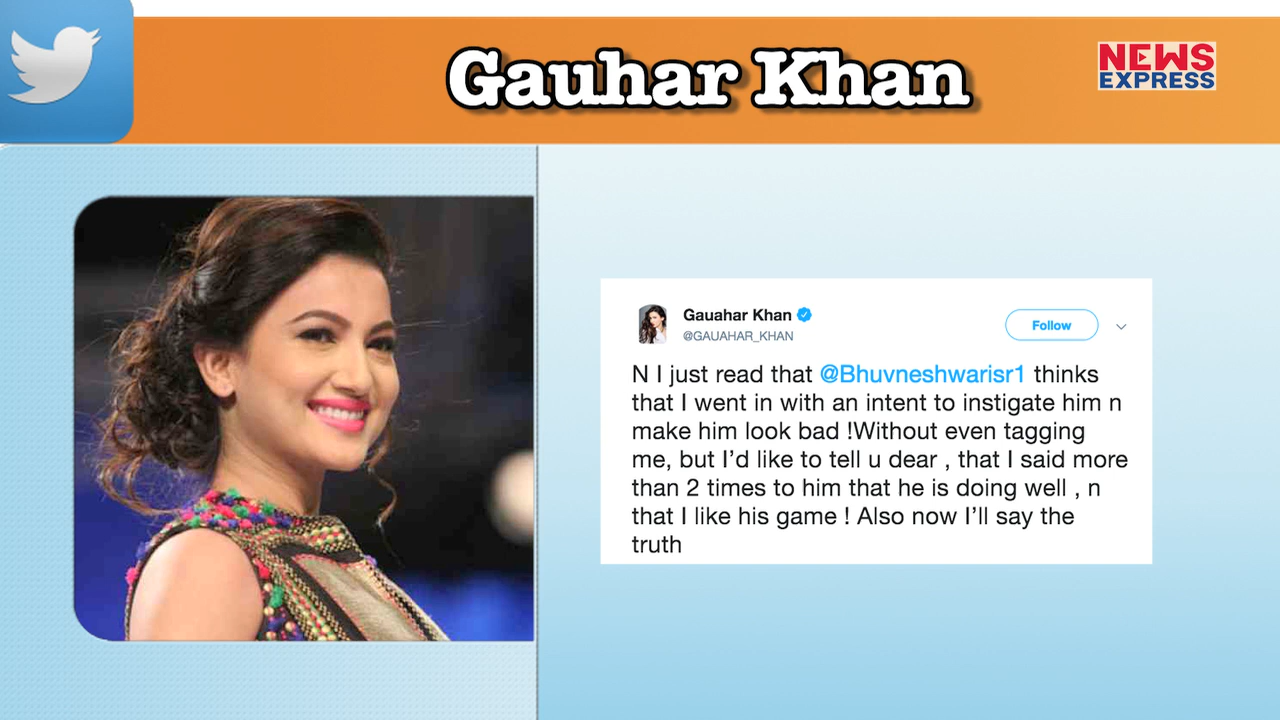 Gauhar Khan
NEWS
EXPRESS
Gauahar Khan
@GAUAHAR_KHAN
Follow
N I just read that @Bhuvneshwarisr1 thinks
that I went in with an intent to instigate him n
make him look bad !Without even tagging
me, but I’d like to tell u dear , that I said more
than 2 times to him that he is doing well , n
that I like his game ! Also now I’ll say the
truth